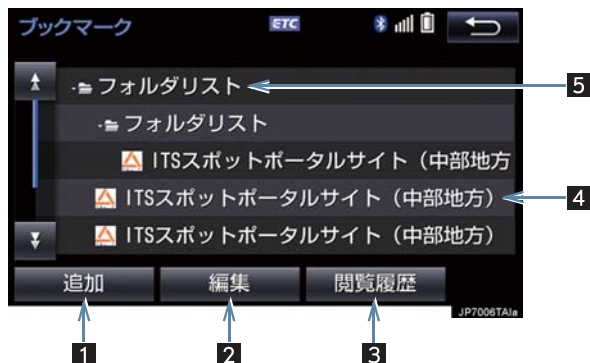 ブックマーク ETC
フォルダリスト 5
フォルダリスト
ITSスポットポータルサイト（中部地方
ITSスポットポータルサイト（中部地方） 4
ITSスポットポータルサイト（中部地方）
追加 編集 閲覧履歴
JP7006TAIa
1 2 3